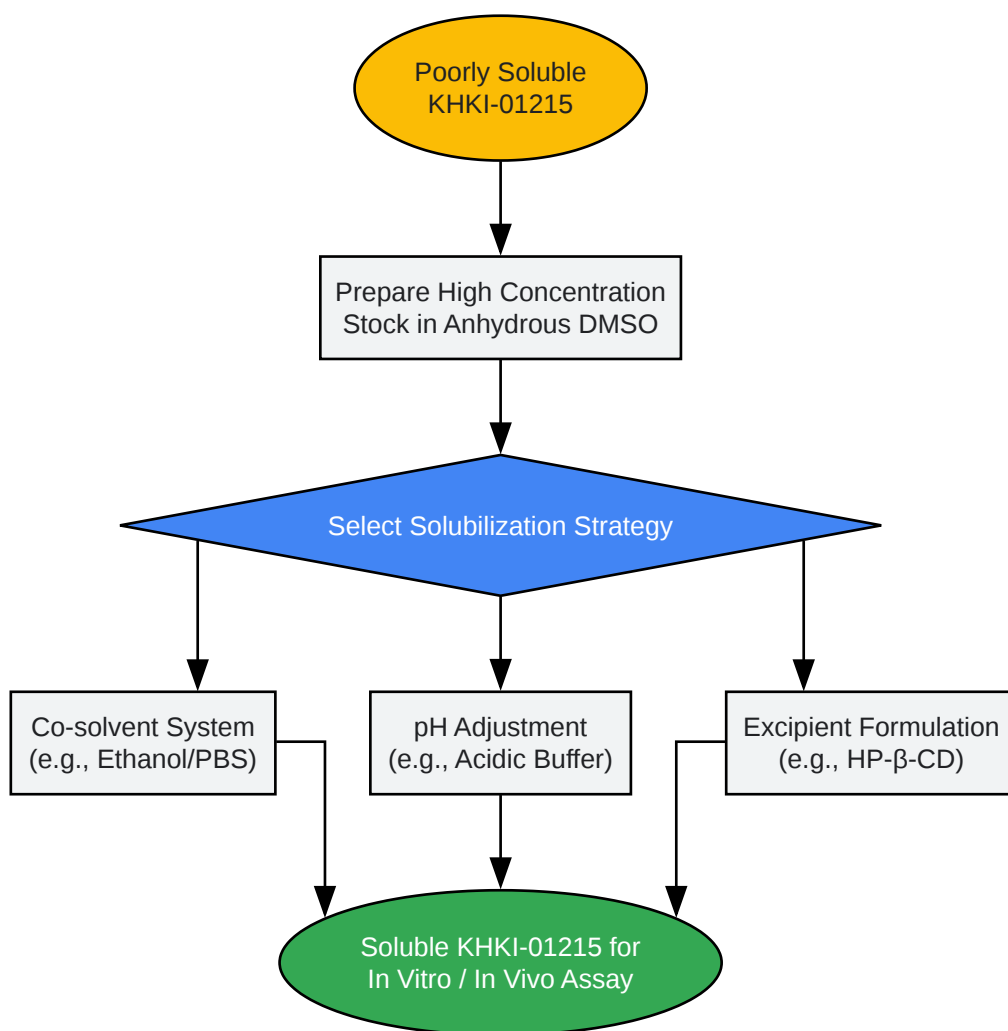 Poorly Soluble
KHKI-01215
Prepare High Concentration
Stock in Anhydrous DMSO
Select Solubilization Strategy
Co-solvent System
(e.g., Ethanol/PBS)
pH Adjustment
(e.g., Acidic Buffer)
Excipient Formulation
(e.g., HP-β-CD)
Soluble KHKI-01215 for
In Vitro / In Vivo Assay